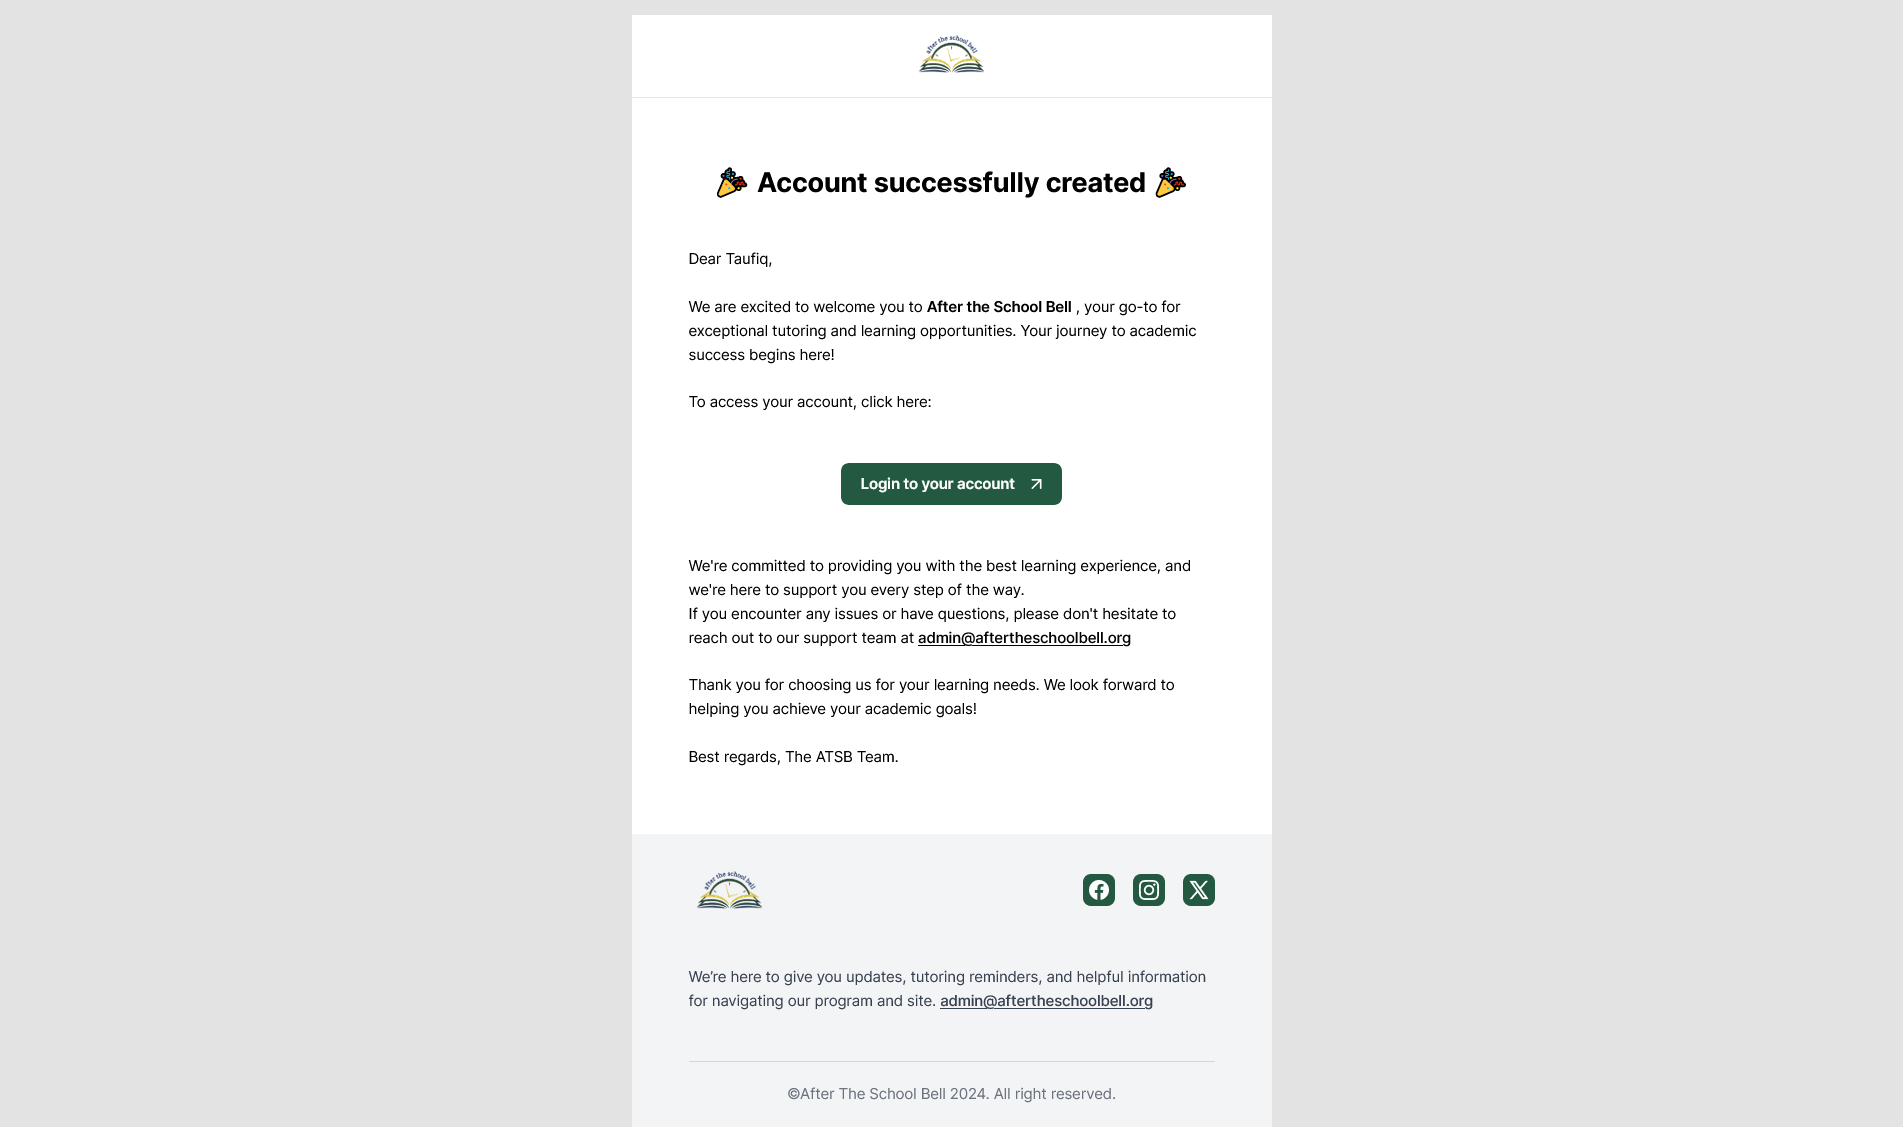 after the school bell
🎉 Account successfully created 🎉
Dear Taufiq,
We are excited to welcome you to After the School Bell , your go-to for
exceptional tutoring and learning opportunities. Your journey to academic
success begins here!
To access your account, click here:
Login to your account
We're committed to providing you with the best learning experience, and
we're here to support you every step of the way.
If you encounter any issues or have questions, please don't hesitate to
reach out to our support team at admin@aftertheschoolbell.org
Thank you for choosing us for your learning needs. We look forward to
helping you achieve your academic goals!
Best regards, The ATSB Team.
after the school bell
We’re here to give you updates, tutoring reminders, and helpful information
for navigating our program and site. admin@aftertheschoolbell.org
©After The School Bell 2024. All right reserved.